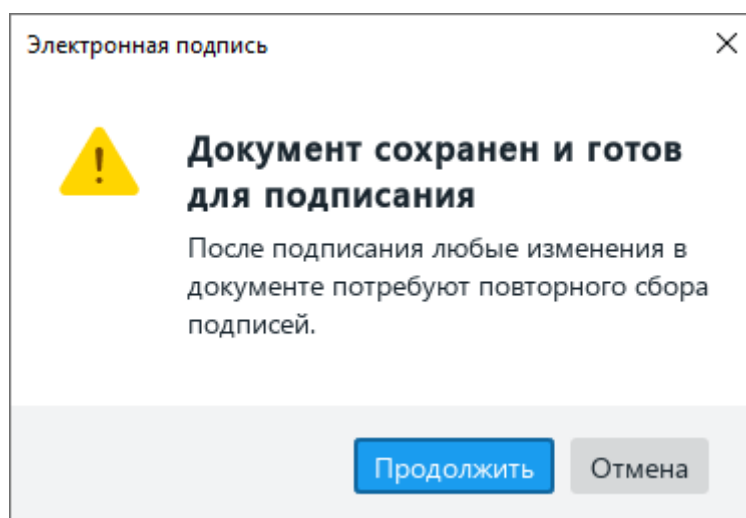 Электронная подпись
Документ сохранен и готов
для подписания
После подписания любые изменения в
документе потребуют повторного сбора
подписей.
Продолжить Отмена